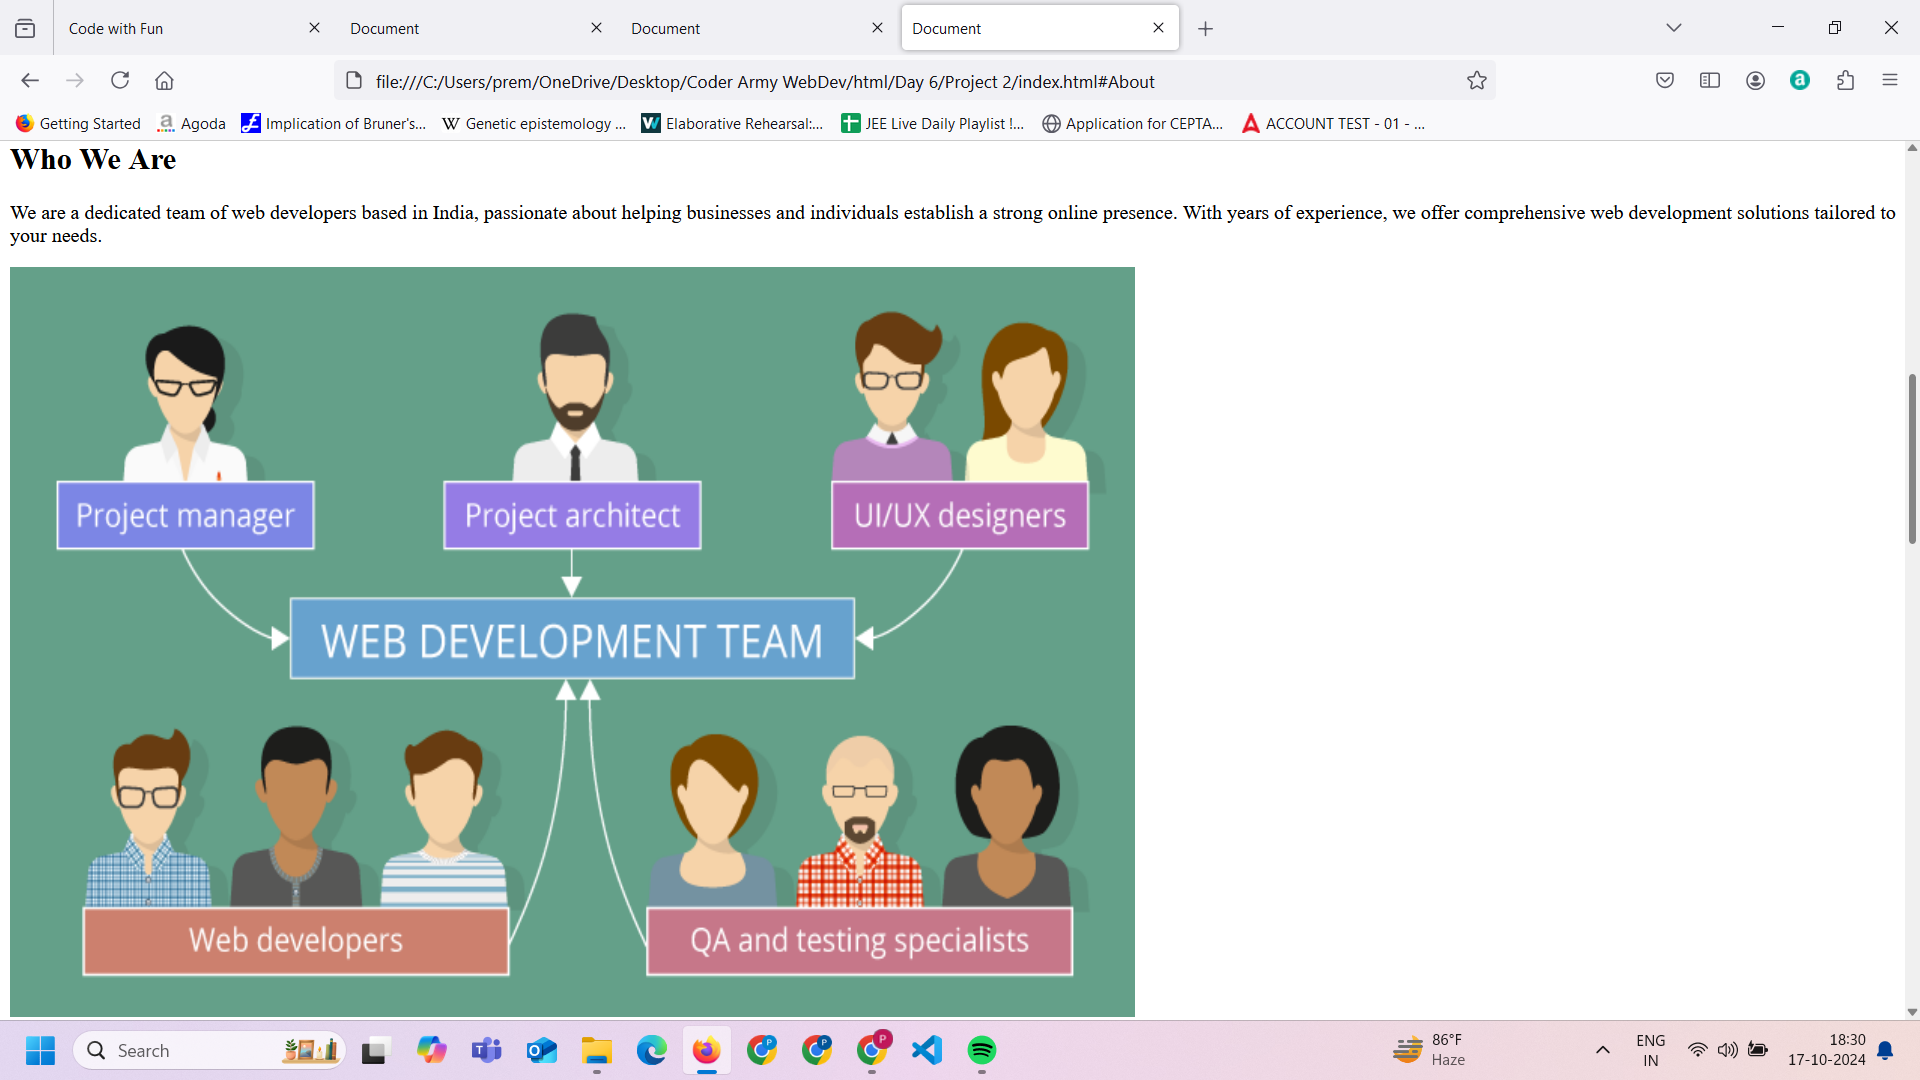 Code with Fun
Document
Document
Document
file:///C:/Users/prem/OneDrive/Desktop/Coder Army WebDev/html/Day 6/Project 2/index.html#About
Getting Started
Agoda
Implication of Bruner's...
Genetic epistemology ...
Elaborative Rehearsal:...
JEE Live Daily Playlist !...
Application for CEPTA...
ACCOUNT TEST - 01 - ...
Who We Are
We are a dedicated team of web developers based in India, passionate about helping businesses and individuals establish a strong online presence. With years of experience, we offer comprehensive web development solutions tailored to
your needs.
Project manager
Project architect
UI/UX designers
WEB DEVELOPMENT TEAM
Web developers
QA and testing specialists
Search
P
86°F
Haze
ENG
IN
18:30
17-10-2024